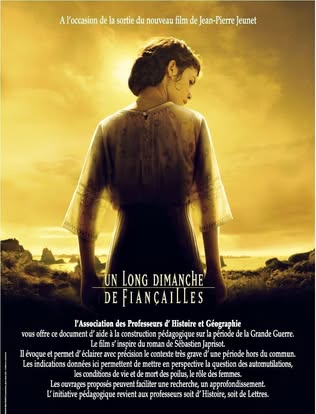 A l'occasion de la sortie du nouveau film de Jean-Pierre Jeunet
UN LONG DIMANCHE
DE FIANÇAILLES
l'Association des Professeurs d'Histoire et Géographie
vous offre ce document d'aide à la construction pédagogique sur la période de la Grande Guerre.
Le film s'inspire du roman de Sébastien Japrisot.
Il évoque et permet d'éclairer avec précision le contexte très grave d'une période hors du commun.
Les indications données ici permettent de mettre en perspective la question des automutilations,
les conditions de vie et de mort des poilus, le rôle des femmes.
Les ouvrages proposés peuvent faciliter une recherche, un approfondissement.
L'initiative pédagogique revient aux professeurs soit d'Histoire, soit de Lettres.